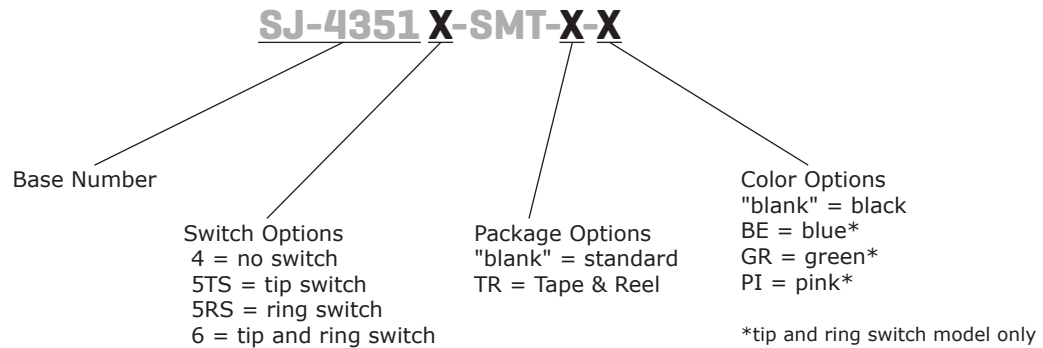 SJ-4351 X-SMT-X-X
Base Number
Switch Options
4 = no switch
5TS = tip switch
5RS = ring switch
6 = tip and ring switch
Package Options
"blank" = standard
TR = Tape & Reel
Color Options
"blank" = black
BE = blue*
GR = green*
PI = pink*
*tip and ring switch model only